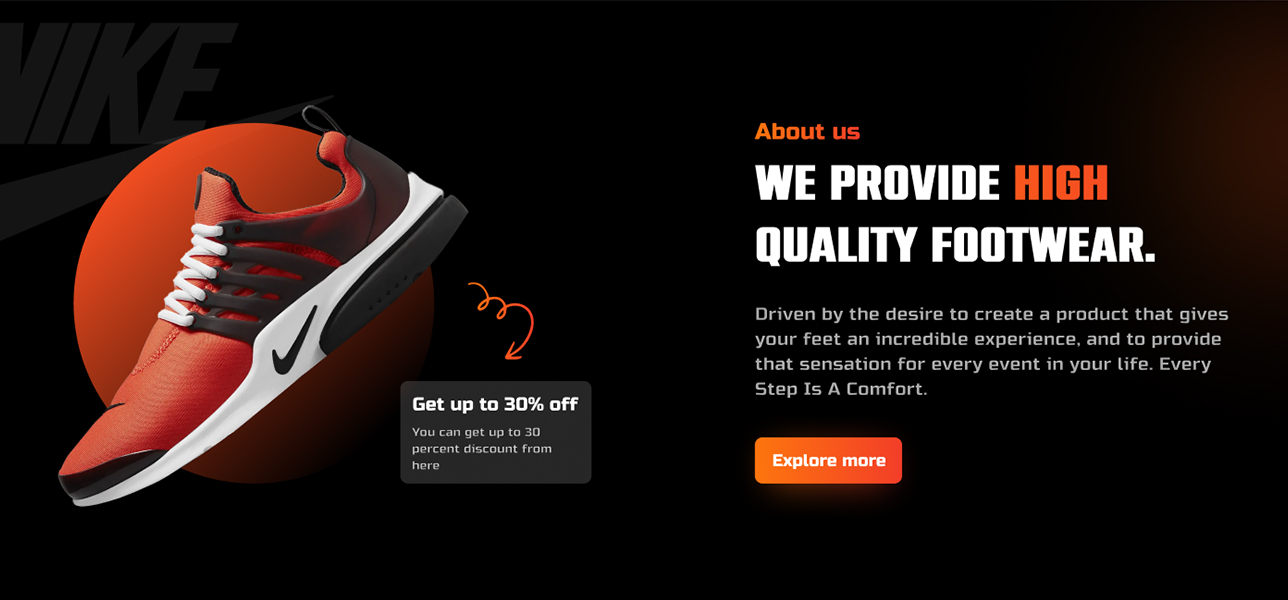 NIKE
About us
WE PROVIDE HIGH
QUALITY FOOTWEAR.
Driven by the desire to create a product that gives
your feet an incredible experience, and to provide
that sensation for every event in your life. Every
Step Is A Comfort.
Explore more
Get up to 30% off
You can get up to 30
percent discount from
here